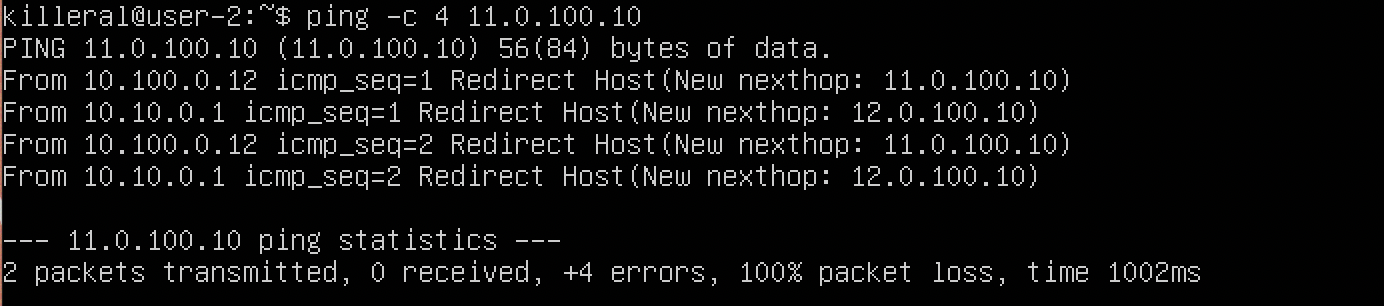 killeral@user-2:~$ ping -c 4 11.0.100.10
PING 11.0.100.10 (11.0.100.10) 56(84) bytes of data.
From 10.100.0.12 icmp_seq=1 Redirect Host(New nexthop: 11.0.100.10)
From 10.10.0.1 icmp_seq=1 Redirect Host(New nexthop: 12.0.100.10)
From 10.100.0.12 icmp_seq=2 Redirect Host(New nexthop: 11.0.100.10)
From 10.10.0.1 icmp_seq=2 Redirect Host(New nexthop: 12.0.100.10)
--- 11.0.100.10 ping statistics ---
2 packets transmitted, 0 received, +4 errors, 100% packet loss, time 1002ms